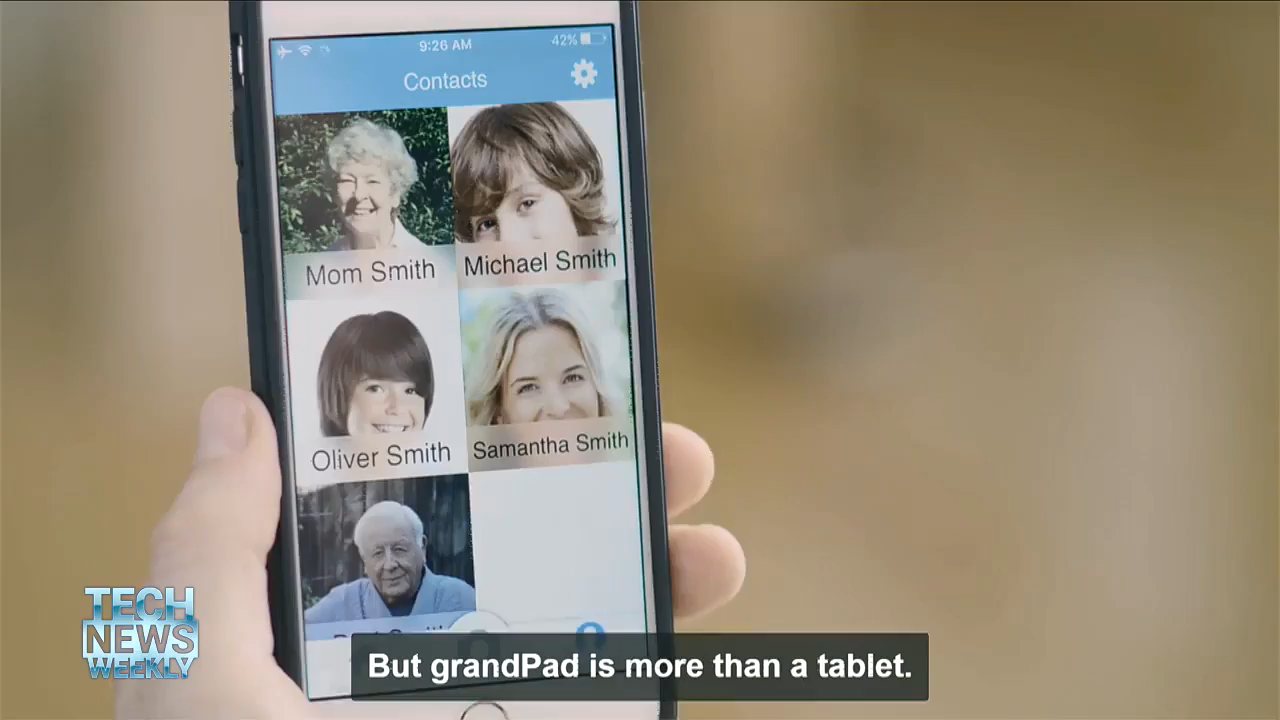 9:26 AM
42%
Contacts
Mom Smith
Michael Smith
Oliver Smith
Samantha Smith
Smith
TECH
NEWS
WEEKLY
But grandPad is more than a tablet.